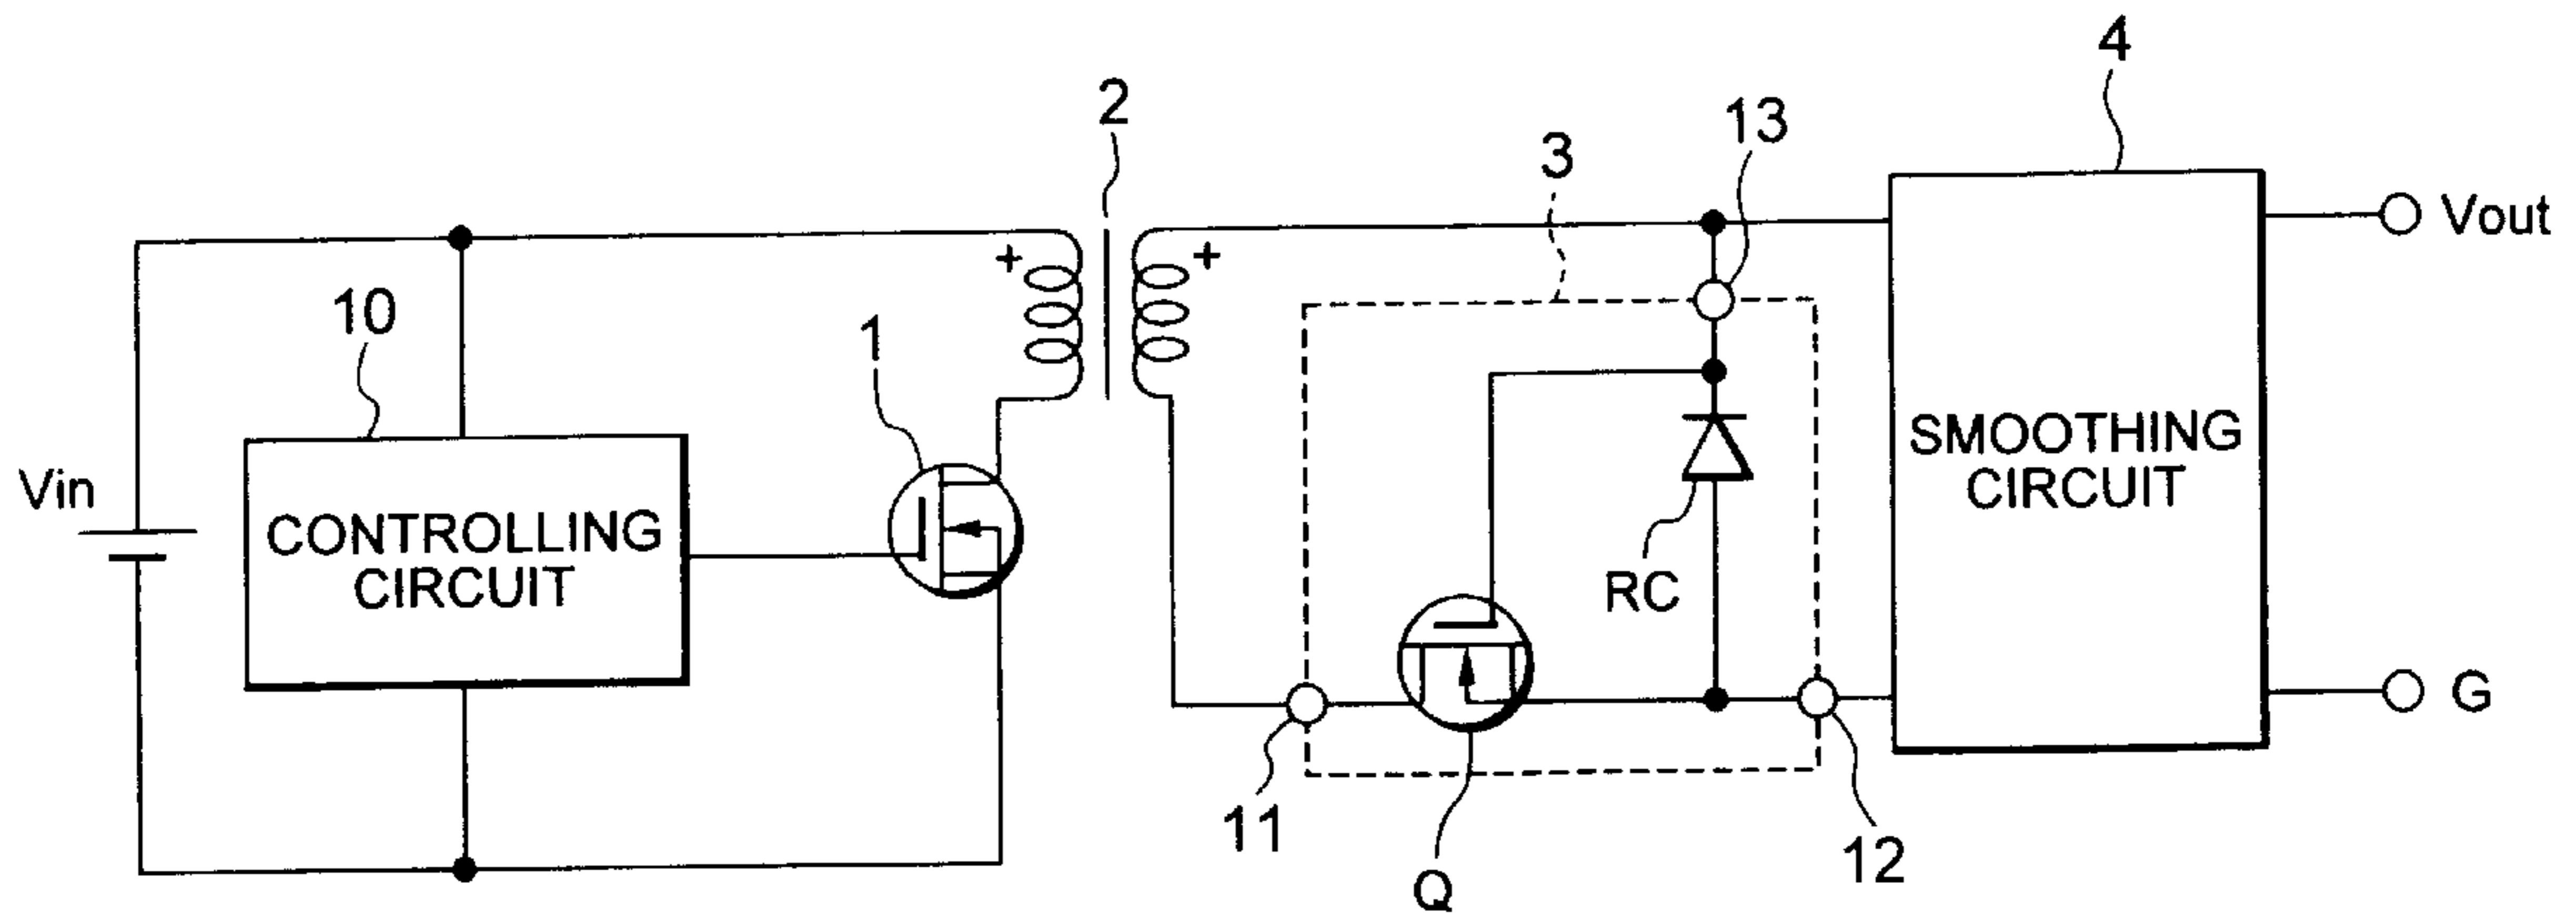 4
2
13
3
+
+
Vout
10
1
Vin
CONTROLLING
CIRCUIT
SMOOTHING
CIRCUIT
RC
G
11
12
Q